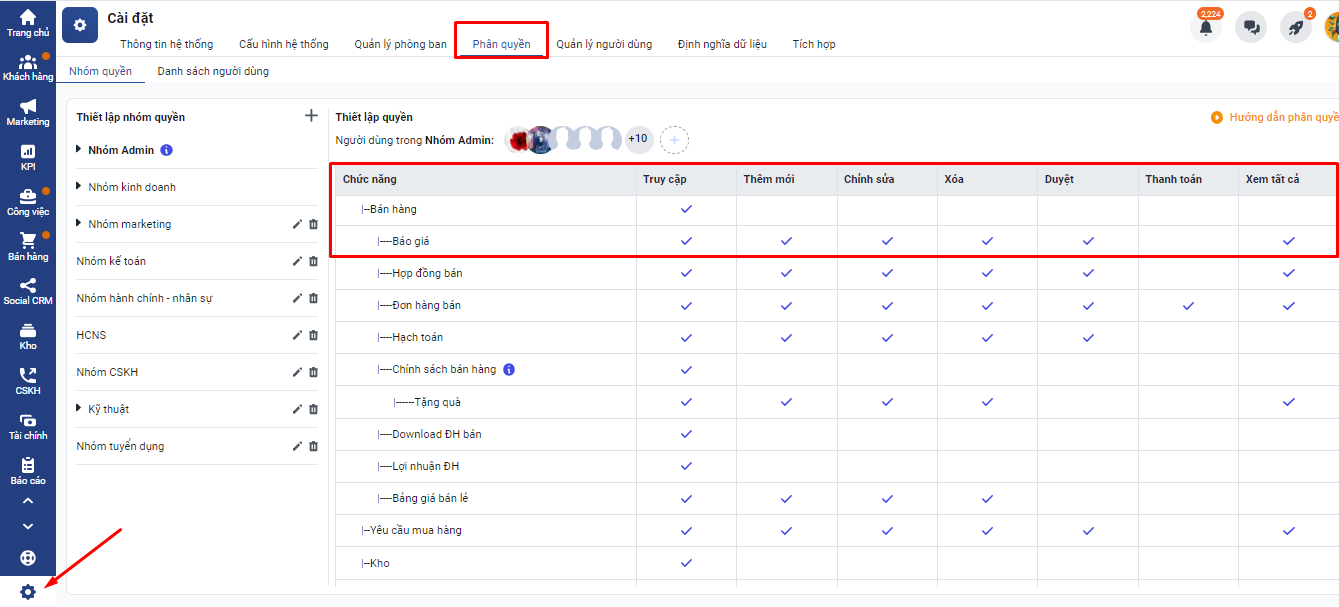 Trang chủ
Khách hàng
Marketing
KPI
Công việc
Bán hàng
Social CRM
Kho
CSKH
Tài chính
Báo cáo
Cài đặt
Thông tin hệ thống Cấu hình hệ thống Quản lý phòng ban Phân quyền Quản lý người dùng Định nghĩa dữ liệu Tích hợp
2,224
2
Nhóm quyền Danh sách người dùng
Thiết lập nhóm quyền
Nhóm Admin
Nhóm kinh doanh
Nhóm marketing
Nhóm kế toán
Nhóm hành chính - nhân sự
HCNS
Nhóm CSKH
Kỹ thuật
Nhóm tuyển dụng
Thiết lập quyền
Hướng dẫn phân quyề
Người dùng trong Nhóm Admin: +10
Chức năng Truy cập Thêm mới Chỉnh sửa Xóa Duyệt Thanh toán Xem tất cả
|--Bán hàng
|----Báo giá
|----Hợp đồng bán
|----Đơn hàng bán
|----Hạch toán
|----Chính sách bán hàng
|------Tặng quà
|----Download ĐH bán
|----Lợi nhuận ĐH
|----Bảng giá bán lẻ
|--Yêu cầu mua hàng
|--Kho